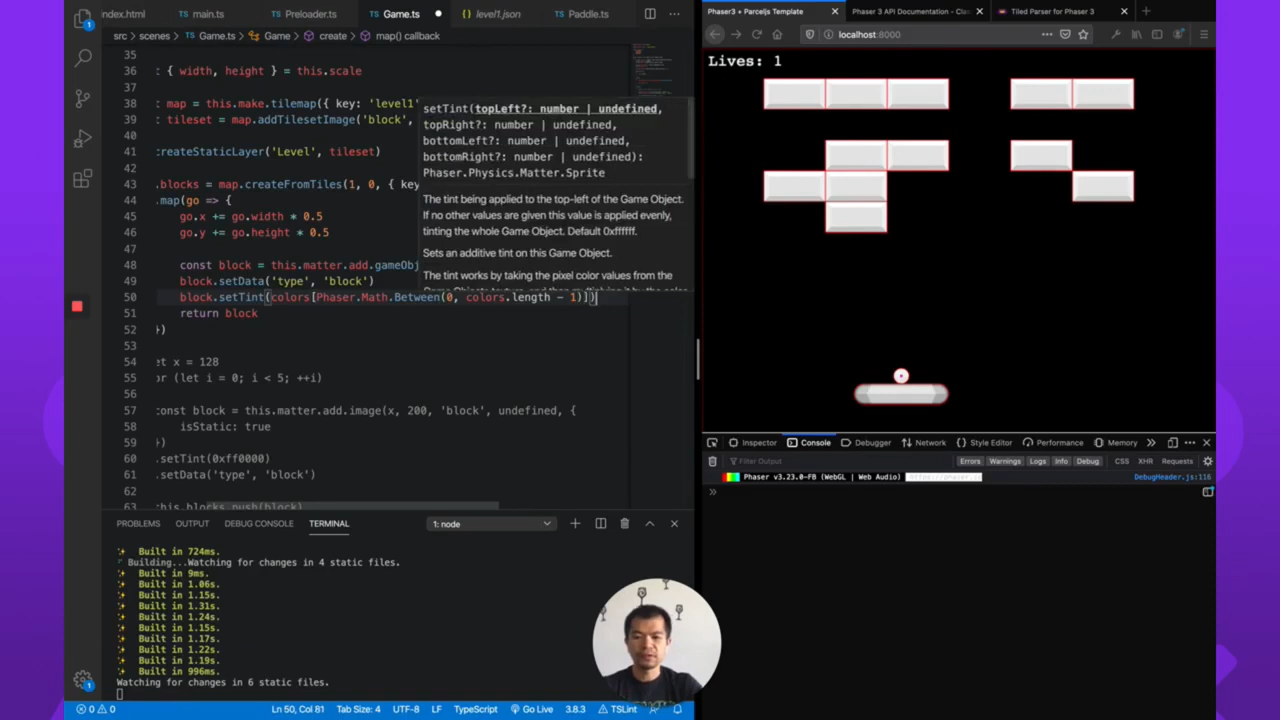 index.html
main.ts
Preloader.ts
Game.ts
level1.json
Paddle.ts
src > scenes > Game.ts > Game > create > map() callback
35
36 t { width, height } = this.scale
37
38 t map = this.make.tilemap({ key: 'level1'
39 t tileset = map.addTilesetImage('block',
40
41 createStaticLayer('Level', tileset)
42
43 .blocks = map.createFromTiles(1, 0, { key
44 .map(go => {
45 go.x += go.width * 0.5
46 go.y += go.height * 0.5
47
48 const block = this.matter.add.gameObj
49 block.setData('type', 'block')
50 block.setTint(colors[Phaser.Math.Between(0, colors.length - 1)])
51 return block
52 })
53
54 et x = 128
55 or (let i = 0; i < 5; ++i)
56
57 const block = this.matter.add.image(x, 200, 'block', undefined, {
58 isStatic: true
59 })
60 .setTint(0xff0000)
61 .setData('type', 'block')
62
63 this.blocks.push(block)
setTint(topLeft?: number | undefined,
topRight?: number | undefined,
bottomLeft?: number | undefined,
bottomRight?: number | undefined):
Phaser.Physics.Matter.Sprite
The tint being applied to the top-left of the Game Object.
If no other values are given this value is applied evenly,
tinting the whole Game Object. Default 0xffffff.
Sets an additive tint on this Game Object.
The tint works by taking the pixel color values from the
PROBLEMS OUTPUT DEBUG CONSOLE TERMINAL 1: node
Built in 724ms.
Building...Watching for changes in 4 static files.
Built in 9ms.
Built in 1.06s.
Built in 1.15s.
Built in 1.31s.
Built in 1.24s.
Built in 1.15s.
Built in 1.17s.
Built in 1.22s.
Built in 1.19s.
Built in 996ms.
Watching for changes in 6 static files.
0 0 Ln 50, Col 81 Tab Size: 4 UTF-8 LF TypeScript Go Live 3.8.3 TSLint
1
1
Phaser3 + Parceljs Template
Phaser 3 API Documentation - Cla
Tiled Parser for Phaser 3
localhost:8000
Lives: 1
Inspector Console Debugger Network Style Editor Performance Memory
Filter Output
Errors Warnings Logs Info Debug CSS XHR Requests
Phaser v3.23.0-FB (WebGL | Web Audio) DebugHeader.js:116